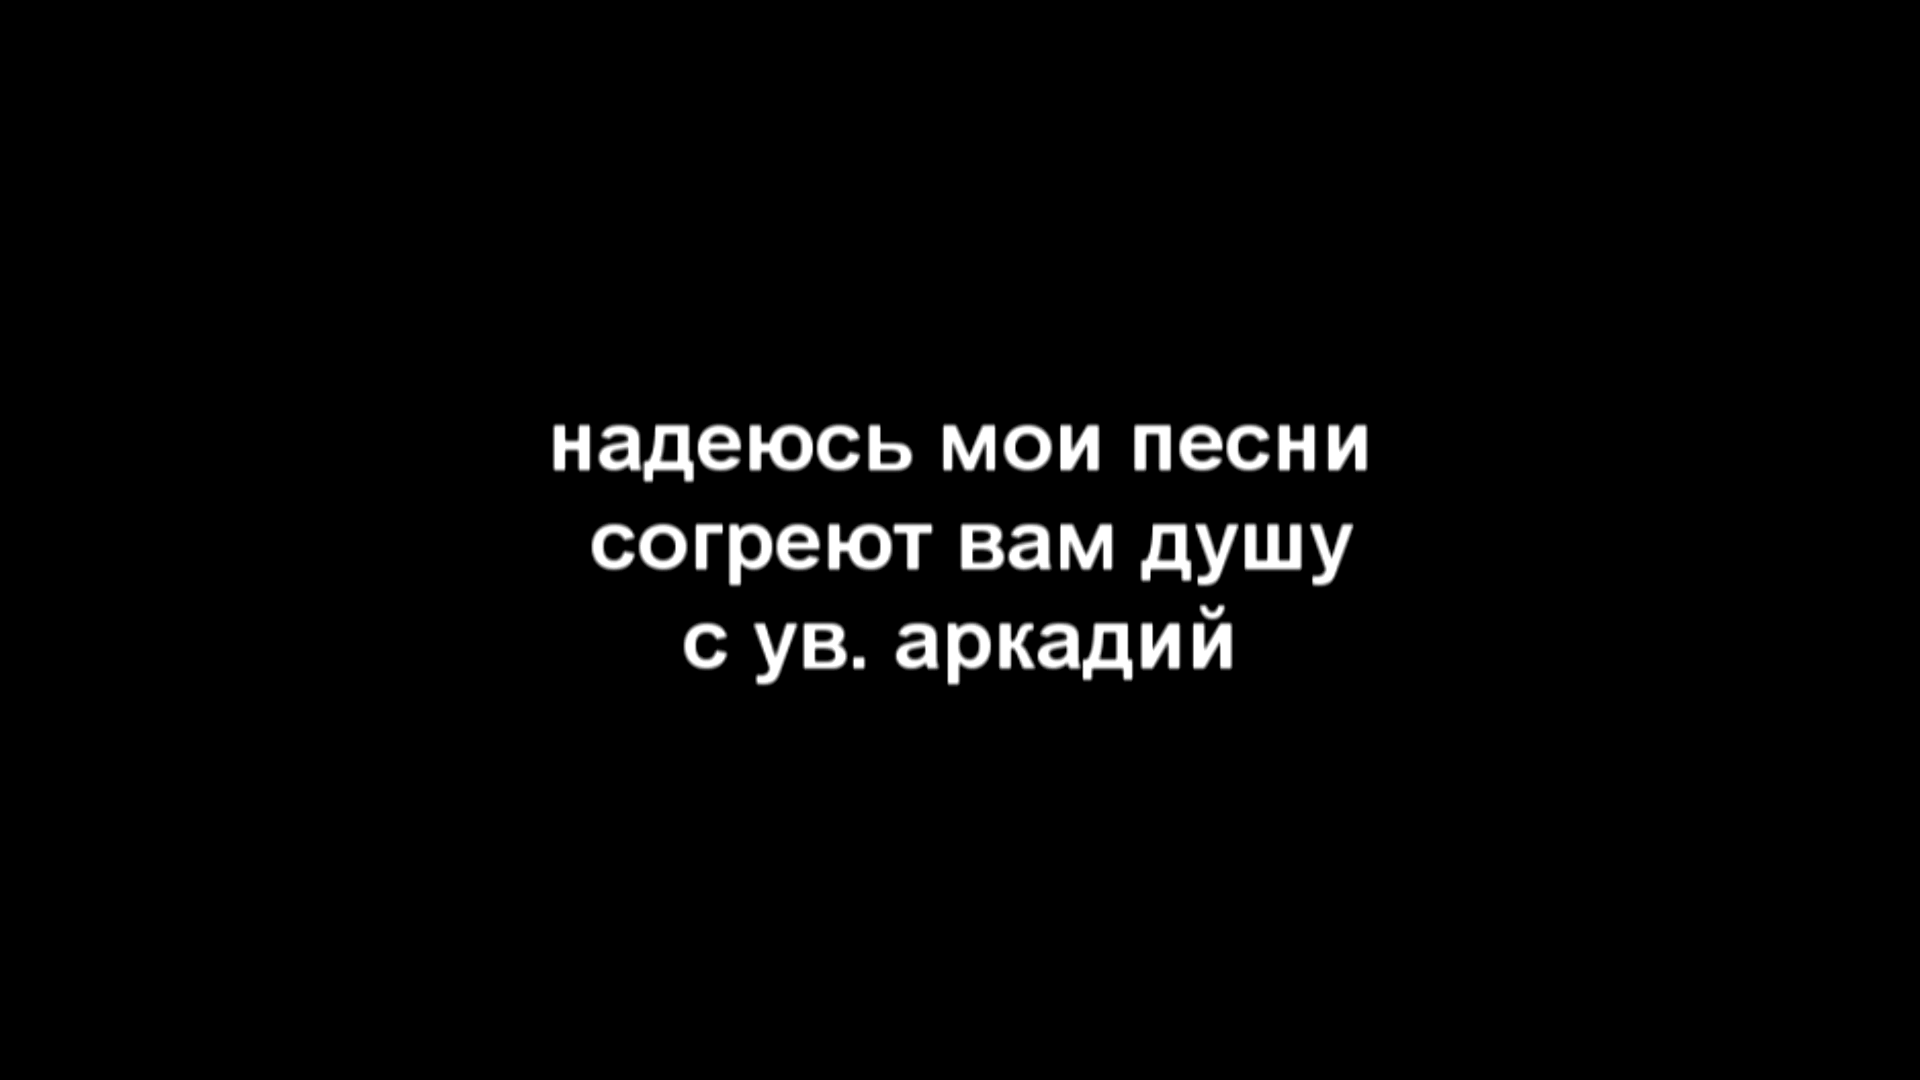 надеюсь мои песни
согреют вам душу
с ув. аркадий